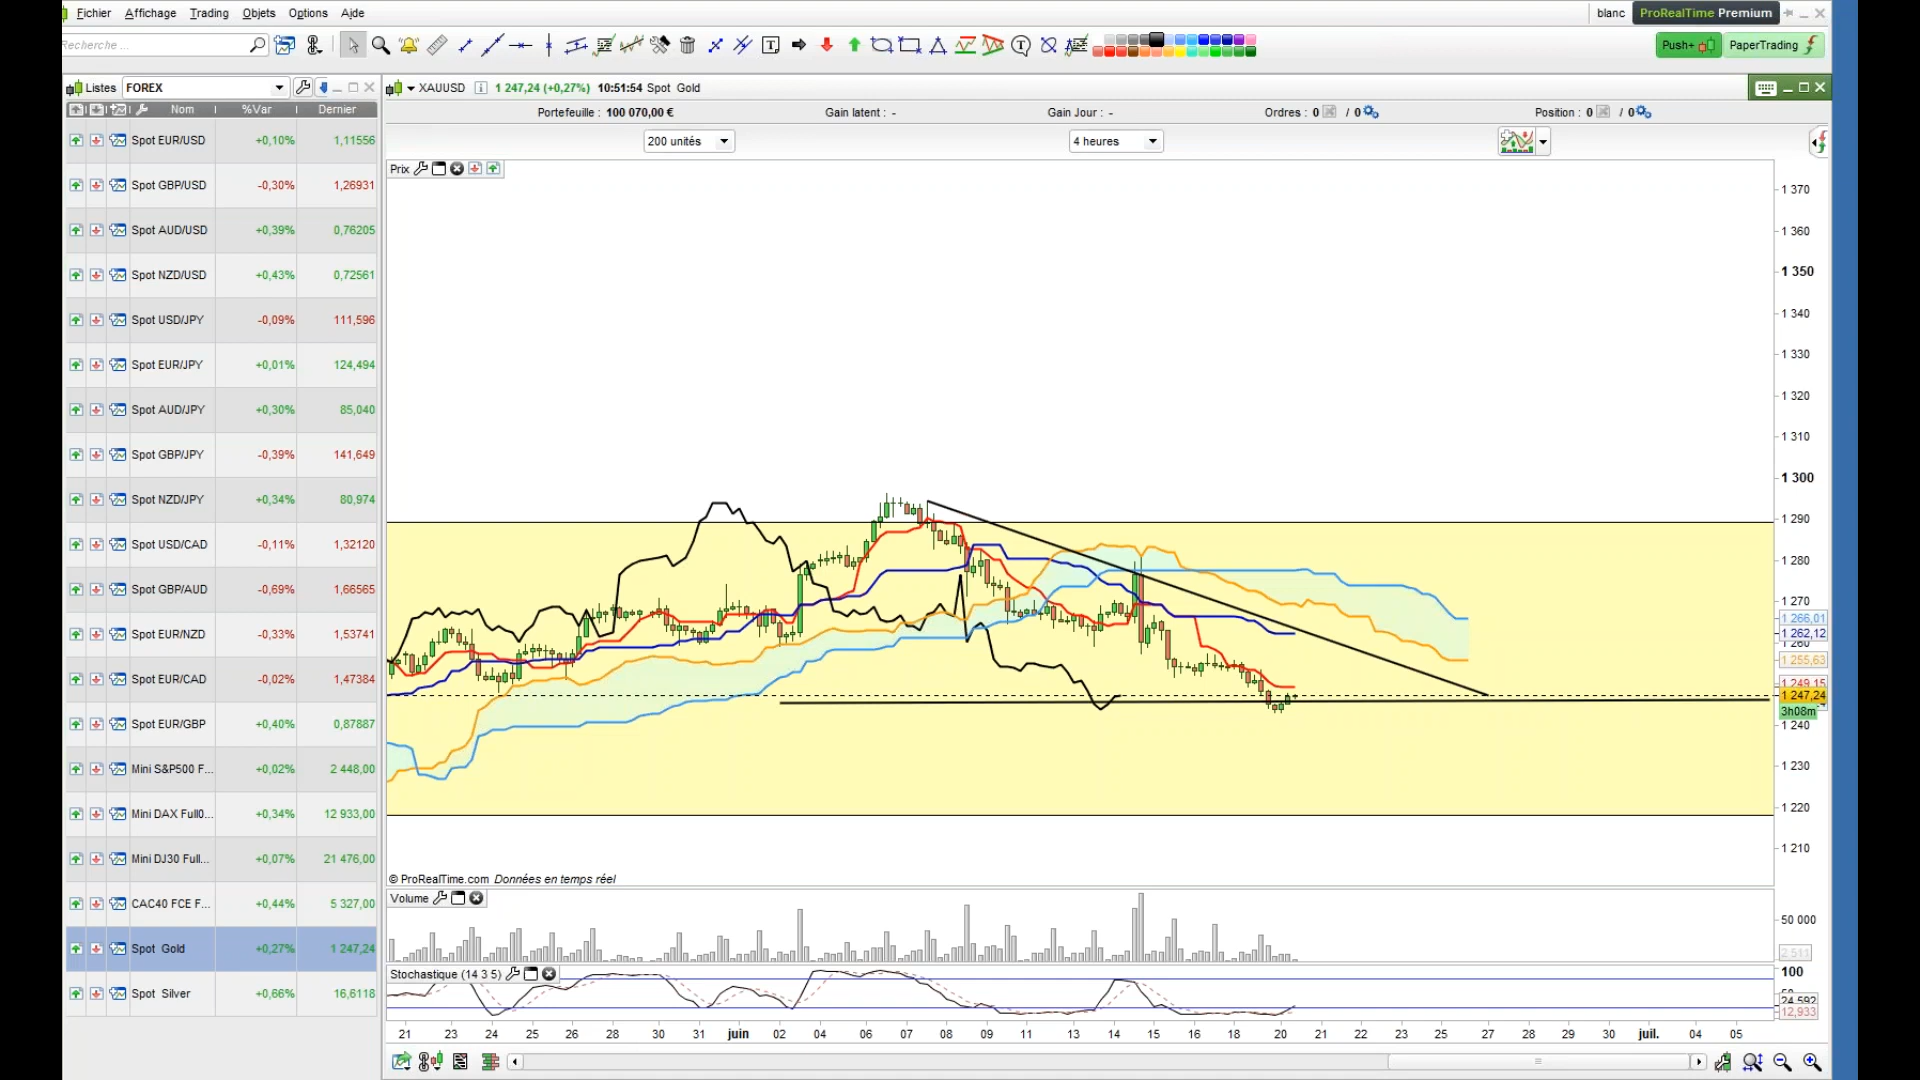 Fichier Affichage Trading Objets Options Aide
blanc ProRealTime Premium
Recherche ...
Push+ PaperTrading
Listes FOREX
XAUUSD 1 247,24 (+0,27%) 10:51:54 Spot Gold
Nom %Var Dernier
Portefeuille : 100 070,00 € Gain latent : - Gain Jour : - Ordres : 0 / 0 Position : 0 / 0
200 unités 4 heures
Prix
Spot EUR/USD +0,10% 1,11556
Spot GBP/USD -0,30% 1,26931
Spot AUD/USD +0,39% 0,76205
Spot NZD/USD +0,43% 0,72561
Spot USD/JPY -0,09% 111,596
Spot EUR/JPY +0,01% 124,494
Spot AUD/JPY +0,30% 85,040
Spot GBP/JPY -0,39% 141,649
Spot NZD/JPY +0,34% 80,974
Spot USD/CAD -0,11% 1,32120
Spot GBP/AUD -0,69% 1,66565
Spot EUR/NZD -0,33% 1,53741
Spot EUR/CAD -0,02% 1,47384
Spot EUR/GBP +0,40% 0,87887
Mini S&P500 F... +0,02% 2 448,00
Mini DAX Full0... +0,34% 12 933,00
Mini DJ30 Full... +0,07% 21 476,00
CAC40 FCE F... +0,44% 5 327,00
Spot Gold +0,27% 1 247,24
Spot Silver +0,66% 16,6118
1 370
1 360
1 350
1 340
1 330
1 320
1 310
1 300
1 290
1 280
1 270
1 266,01
1 262,12
1 260
1 255,63
1 249,15
1 247,24
3h08m
1 240
1 230
1 220
1 210
© ProRealTime.com Données en temps réel
Volume
50 000
2 511
Stochastique (14 3 5)
100
50
24,592
12,933
21 23 24 25 26 28 30 31 juin 02 04 06 07 08 09 11 13 14 15 16 18 20 21 22 23 25 27 28 29 30 juil. 04 05